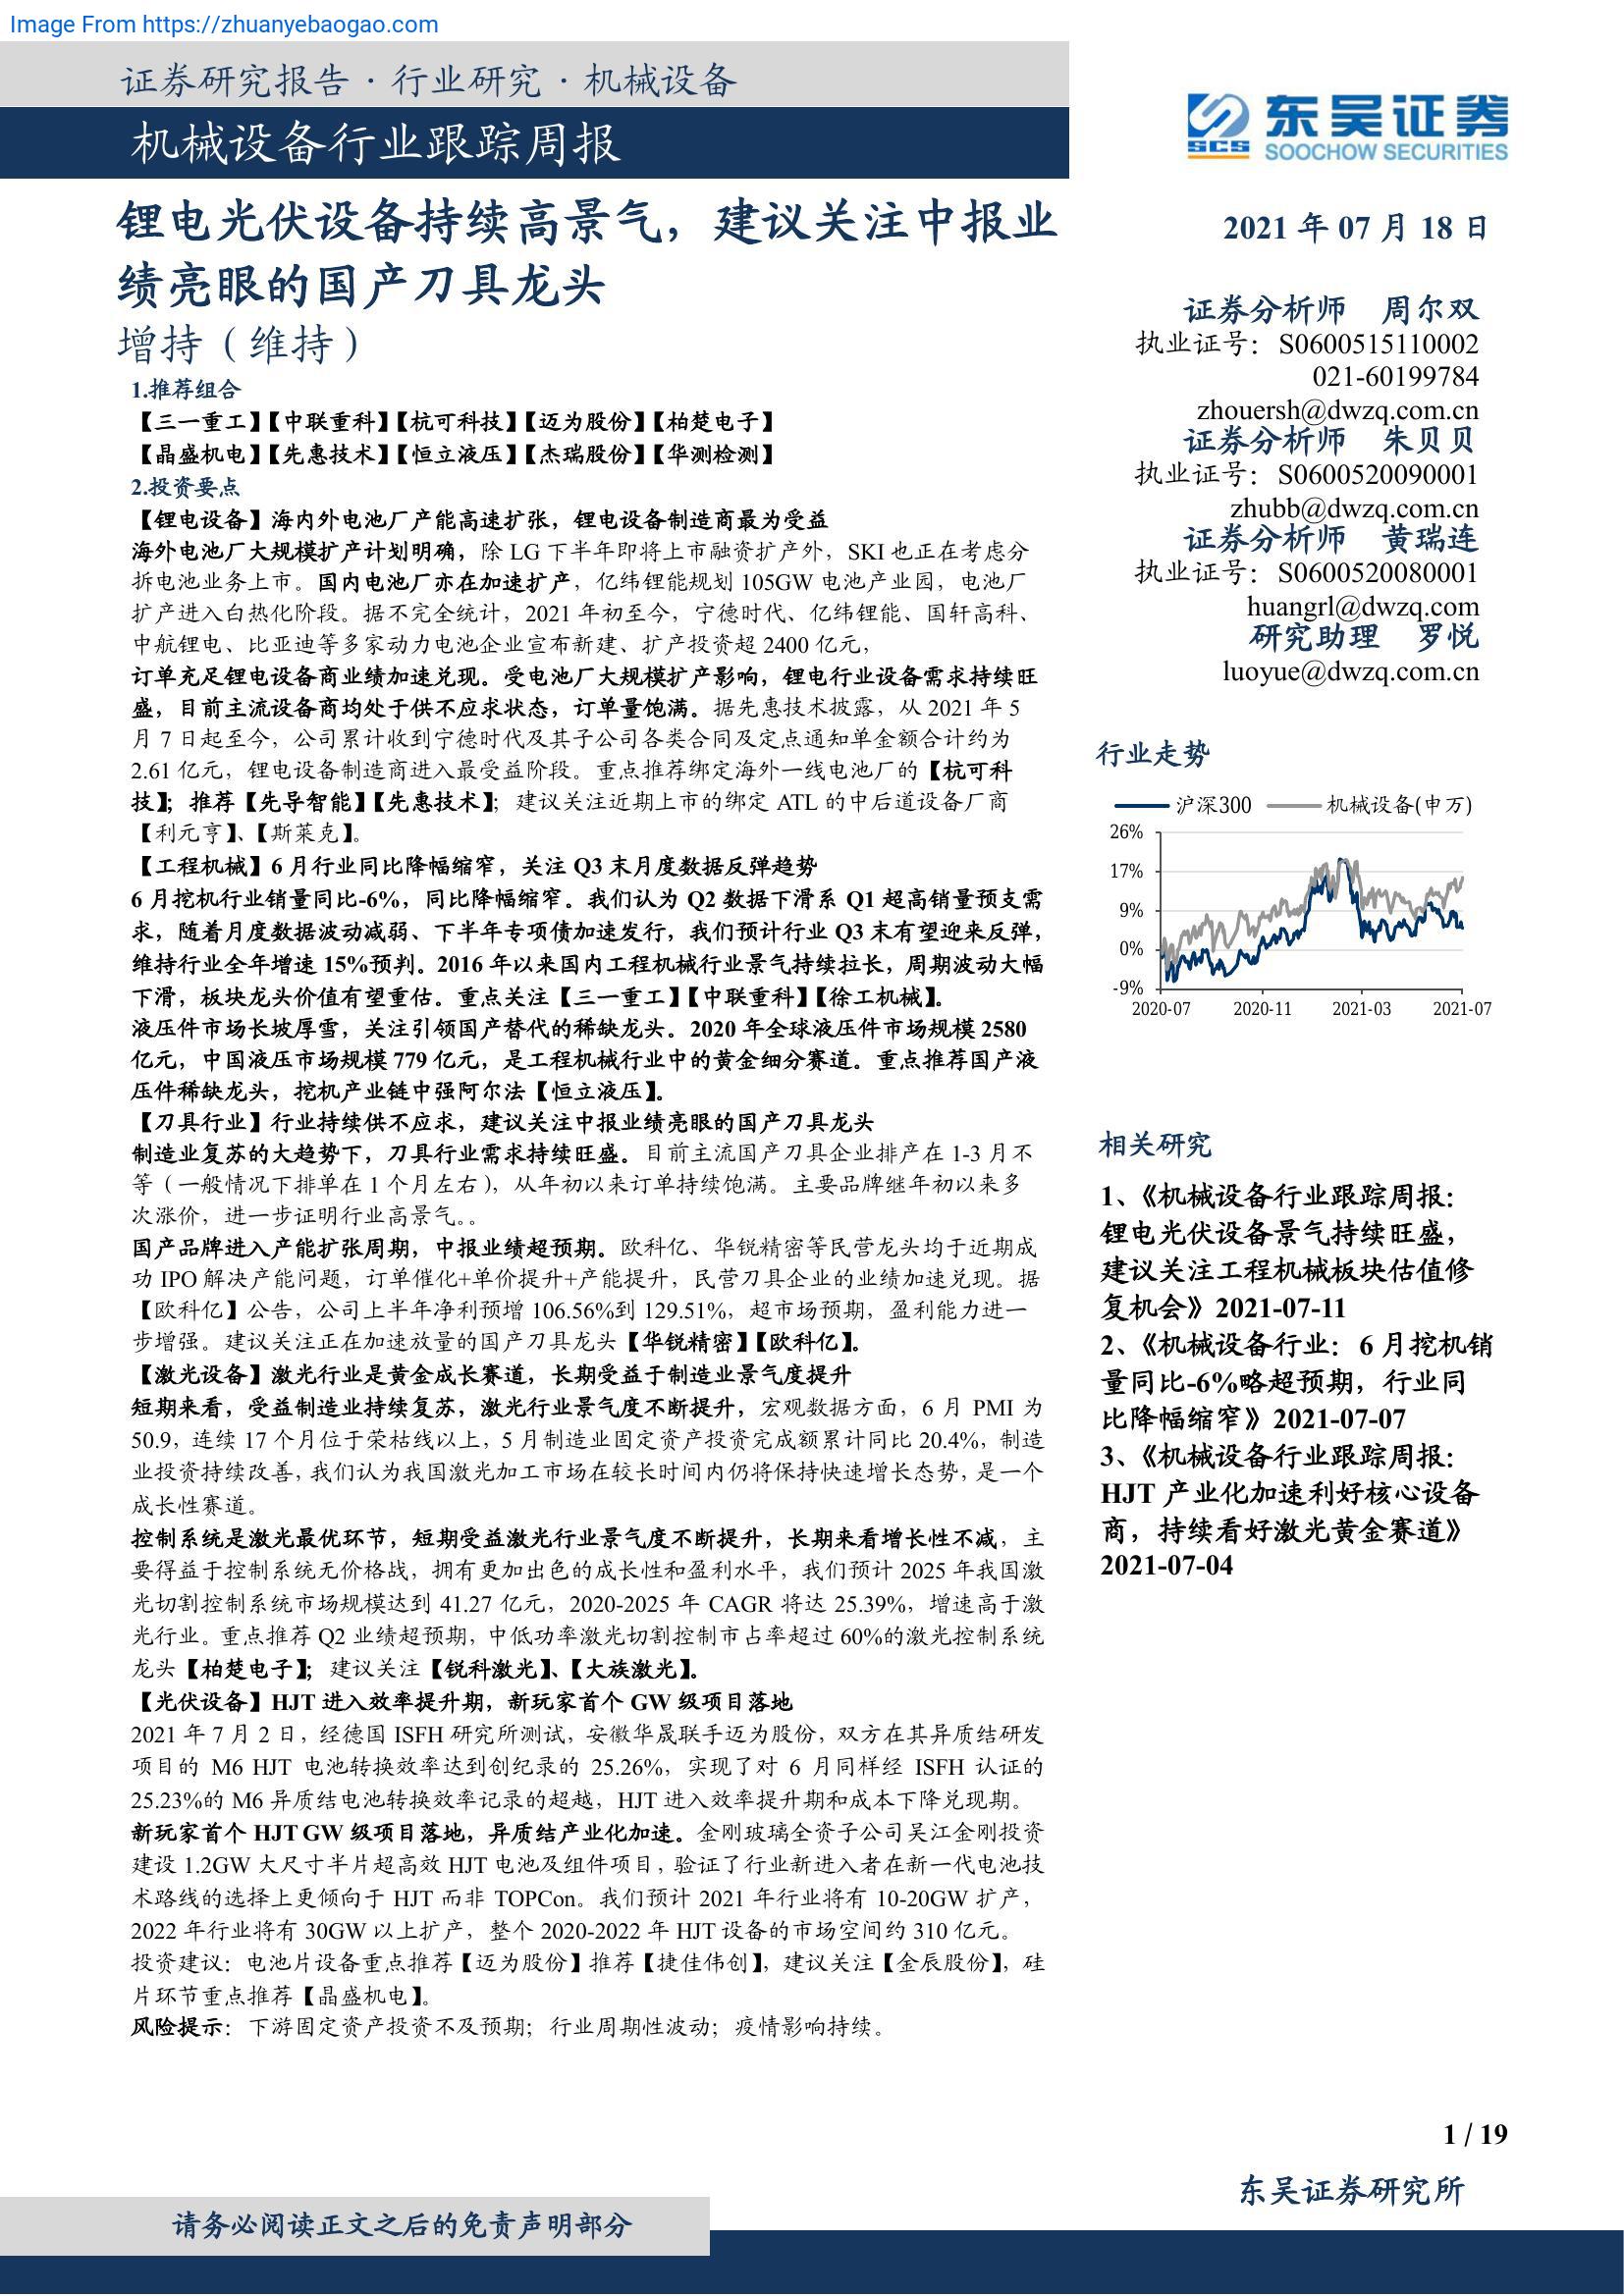 Image From https://zhuanyebaogao.com
证券研究报告·行业研究·机械设备
机械设备行业跟踪周报
东吴证券
SCS
SOOCHOW SECURITIES
锂电光伏设备持续高景气，建议关注中报业
绩亮眼的国产刀具龙头
增持（维持）
1.推荐组合
【三一重工】【中联重科】【杭可科技】【迈为股份】【柏楚电子】
【晶盛机电】【先惠技术】【恒立液压】【杰瑞股份】【华测检测】
2.投资要点
【锂电设备】海内外电池厂产能高速扩张，锂电设备制造商最为受益
海外电池厂大规模扩产计划明确，除 LG 下半年即将上市融资扩产外，SKI 也正在考虑分
拆电池业务上市。国内电池厂亦在加速扩产，亿纬锂能规划 105GW 电池产业园，电池厂
扩产进入白热化阶段。据不完全统计，2021 年初至今，宁德时代、亿纬锂能、国轩高科、
中航锂电、比亚迪等多家动力电池企业宣布新建、扩产投资超 2400 亿元，
订单充足锂电设备商业绩加速兑现。受电池厂大规模扩产影响，锂电行业设备需求持续旺
盛，目前主流设备商均处于供不应求状态，订单量饱满。据先惠技术披露，从 2021 年 5
月 7 日起至今，公司累计收到宁德时代及其子公司各类合同及定点通知单金额合计约为
2.61 亿元，锂电设备制造商进入最受益阶段。重点推荐绑定海外一线电池厂的【杭可科
技】；推荐【先导智能】【先惠技术】；建议关注近期上市的绑定 ATL 的中后道设备厂商
【利元亨】、【斯莱克】。
【工程机械】6 月行业同比降幅缩窄，关注 Q3 末月度数据反弹趋势
6 月挖机行业销量同比-6%，同比降幅缩窄。我们认为 Q2 数据下滑系 Q1 超高销量预支需
求，随着月度数据波动减弱、下半年专项债加速发行，我们预计行业 Q3 末有望迎来反弹，
维持行业全年增速 15%预判。2016 年以来国内工程机械行业景气持续拉长，周期波动大幅
下滑，板块龙头价值有望重估。重点关注【三一重工】【中联重科】【徐工机械】。
液压件市场长坡厚雪，关注引领国产替代的稀缺龙头。2020 年全球液压件市场规模 2580
亿元，中国液压市场规模 779 亿元，是工程机械行业中的黄金细分赛道。重点推荐国产液
压件稀缺龙头，挖机产业链中强阿尔法【恒立液压】。
【刀具行业】行业持续供不应求，建议关注中报业绩亮眼的国产刀具龙头
制造业复苏的大趋势下，刀具行业需求持续旺盛。目前主流国产刀具企业排产在 1-3 月不
等（一般情况下排单在 1 个月左右），从年初以来订单持续饱满。主要品牌继年初以来多
次涨价，进一步证明行业高景气。。
国产品牌进入产能扩张周期，中报业绩超预期。欧科亿、华锐精密等民营龙头均于近期成
功 IPO 解决产能问题，订单催化+单价提升+产能提升，民营刀具企业的业绩加速兑现。据
【欧科亿】公告，公司上半年净利预增 106.56%到 129.51%，超市场预期，盈利能力进一
步增强。建议关注正在加速放量的国产刀具龙头【华锐精密】【欧科亿】。
【激光设备】激光行业是黄金成长赛道，长期受益于制造业景气度提升
短期来看，受益制造业持续复苏，激光行业景气度不断提升，宏观数据方面，6 月 PMI 为
50.9，连续 17 个月位于荣枯线以上，5 月制造业固定资产投资完成额累计同比 20.4%，制造
业投资持续改善，我们认为我国激光加工市场在较长时间内仍将保持快速增长态势，是一个
成长性赛道。
控制系统是激光最优环节，短期受益激光行业景气度不断提升，长期来看增长性不减，主
要得益于控制系统无价格战，拥有更加出色的成长性和盈利水平，我们预计 2025 年我国激
光切割控制系统市场规模达到 41.27 亿元，2020-2025 年 CAGR 将达 25.39%，增速高于激
光行业。重点推荐 Q2 业绩超预期，中低功率激光切割控制市占率超过 60%的激光控制系统
龙头【柏楚电子】；建议关注【锐科激光】、【大族激光】。
【光伏设备】HJT 进入效率提升期，新玩家首个 GW 级项目落地
2021 年 7 月 2 日，经德国 ISFH 研究所测试，安徽华晟联手迈为股份，双方在其异质结研发
项目的 M6 HJT 电池转换效率达到创纪录的 25.26%，实现了对 6 月同样经 ISFH 认证的
25.23%的 M6 异质结电池转换效率记录的超越，HJT 进入效率提升期和成本下降兑现期。
新玩家首个 HJT GW 级项目落地，异质结产业化加速。金刚玻璃全资子公司吴江金刚投资
建设 1.2GW 大尺寸半片超高效 HJT 电池及组件项目，验证了行业新进入者在新一代电池技
术路线的选择上更倾向于 HJT 而非 TOPCon。我们预计 2021 年行业将有 10-20GW 扩产，
2022 年行业将有 30GW 以上扩产，整个 2020-2022 年 HJT 设备的市场空间约 310 亿元。
投资建议：电池片设备重点推荐【迈为股份】推荐【捷佳伟创】，建议关注【金辰股份】，硅
片环节重点推荐【晶盛机电】。
风险提示：下游固定资产投资不及预期；行业周期性波动；疫情影响持续。
2021 年 07 月 18 日
证券分析师 周尔双
执业证号：S0600515110002
021-60199784
zhouersh@dwzq.com.cn
证券分析师 朱贝贝
执业证号：S0600520090001
zhubb@dwzq.com.cn
证券分析师 黄瑞连
执业证号：S0600520080001
huangrl@dwzq.com
研究助理 罗悦
luoyue@dwzq.com.cn
行业走势
沪深300 机械设备(申万)
26%
17%
9%
0%
-9%
2020-07 2020-11 2021-03 2021-07
相关研究
1、《机械设备行业跟踪周报：
锂电光伏设备景气持续旺盛，
建议关注工程机械板块估值修
复机会》2021-07-11
2、《机械设备行业：6 月挖机销
量同比-6%略超预期，行业同
比降幅缩窄》2021-07-07
3、《机械设备行业跟踪周报：
HJT 产业化加速利好核心设备
商，持续看好激光黄金赛道》
2021-07-04
1 / 19
东吴证券研究所
请务必阅读正文之后的免责声明部分